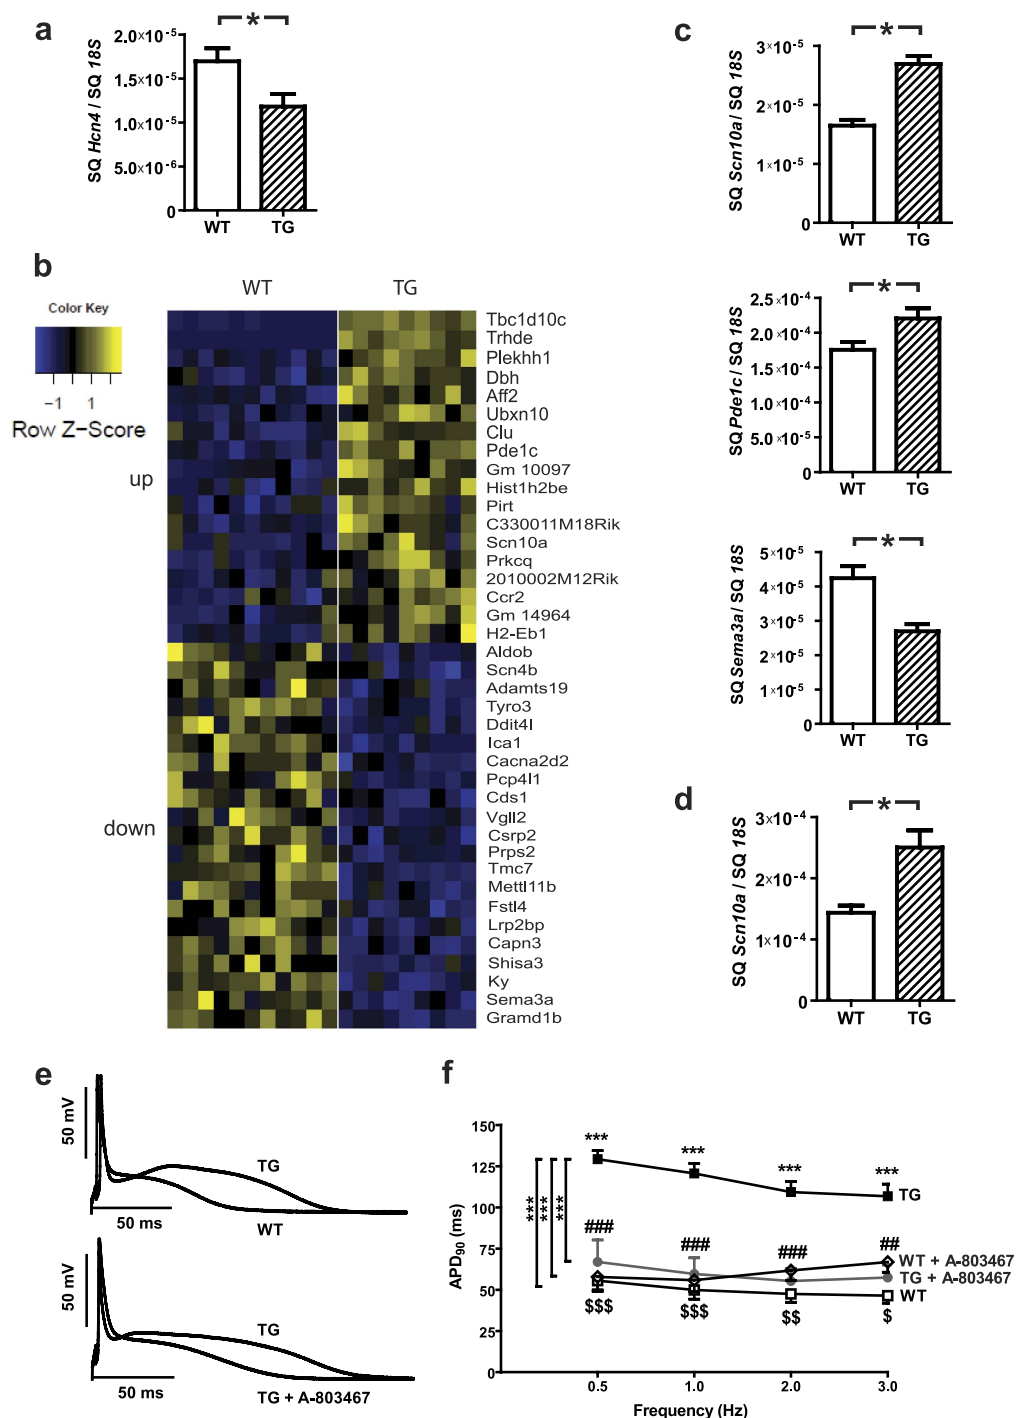 a
*
2.0×10⁻⁵
1.5×10⁻⁵
1.0×10⁻⁵
5.0×10⁻⁶
0
SQ Hcn4 / SQ 18S
WT TG
b
WT TG
Color Key
−1 1
Row Z−Score
up
down
Tbc1d10c
Trhde
Plekhh1
Dbh
Aff2
Ubxn10
Clu
Pde1c
Gm 10097
Hist1h2be
Pirt
C330011M18Rik
Scn10a
Prkcq
2010002M12Rik
Ccr2
Gm 14964
H2-Eb1
Aldob
Scn4b
Adamts19
Tyro3
Ddit4l
Ica1
Cacna2d2
Pcp4l1
Cds1
Vgll2
Csrp2
Prps2
Tmc7
Mettl11b
Fstl4
Lrp2bp
Capn3
Shisa3
Ky
Sema3a
Gramd1b
c
*
3×10⁻⁵
2×10⁻⁵
1×10⁻⁵
0
SQ Scn10a / SQ 18S
WT TG
*
2.5×10⁻⁴
2.0×10⁻⁴
1.5×10⁻⁴
1.0×10⁻⁴
5.0×10⁻⁵
0
SQ Pde1c / SQ 18S
WT TG
*
5×10⁻⁵
4×10⁻⁵
3×10⁻⁵
2×10⁻⁵
1×10⁻⁵
0
SQ Sema3a / SQ 18S
WT TG
d
*
3×10⁻⁴
2×10⁻⁴
1×10⁻⁴
0
SQ Scn10a / SQ 18S
WT TG
e
50 mV
TG
50 ms
WT
50 mV
TG
50 ms
TG + A-803467
f
150
125
100
75
50
25
0
APD₉₀ (ms)
*** *** *** ***
TG
***
***
***
### ### ### ##
WT + A-803467
TG + A-803467
WT
$$$ $$$ $$ $
0.5 1.0 2.0 3.0
Frequency (Hz)